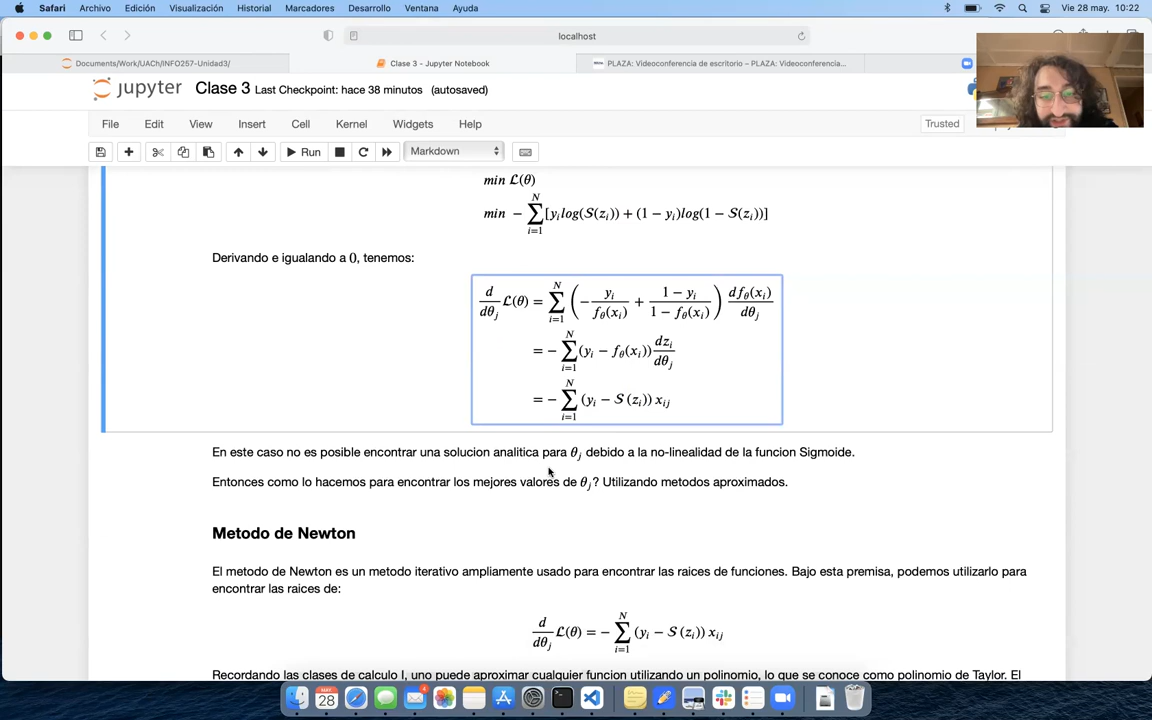 Safari Archivo Edición Visualización Historial Marcadores Desarrollo Ventana Ayuda Vie 28 may. 10:22
localhost
Documents/Work/UACh/INFO257-Unidad3/ Clase 3 - Jupyter Notebook PLAZA: Videoconferencia de escritorio – PLAZA: Videoconferencia...
jupyter Clase 3 Last Checkpoint: hace 38 minutos (autosaved)
File Edit View Insert Cell Kernel Widgets Help Trusted
Run Markdown
min ℒ(θ)
min − ∑_{i=1}^{N} [y_i log(S(z_i)) + (1 − y_i)log(1 − S(z_i))]
Derivando e igualando a 0, tenemos:
d/dθ_j ℒ(θ) = ∑_{i=1}^{N} (− y_i/f_θ(x_i) + (1 − y_i)/(1 − f_θ(x_i))) df_θ(x_i)/dθ_j
= − ∑_{i=1}^{N} (y_i − f_θ(x_i)) dz_i/dθ_j
= − ∑_{i=1}^{N} (y_i − S (z_i)) x_{ij}
En este caso no es posible encontrar una solucion analitica para θ_j debido a la no-linealidad de la funcion Sigmoide.
Entonces como lo hacemos para encontrar los mejores valores de θ_j? Utilizando metodos aproximados.
Metodo de Newton
El metodo de Newton es un metodo iterativo ampliamente usado para encontrar las raices de funciones. Bajo esta premisa, podemos utilizarlo para
encontrar las raices de:
d/dθ_j ℒ(θ) = − ∑_{i=1}^{N} (y_i − S (z_i)) x_{ij}
Recordando las clases de calculo I, uno puede aproximar cualquier funcion utilizando un polinomio, lo que se conoce como polinomio de Taylor. El